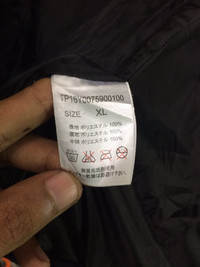 TP16Y0075900100
SIZE XL
表地 ポリエステル 100%
裏地 ポリエステル 100%
中綿 ポリエステル 100%